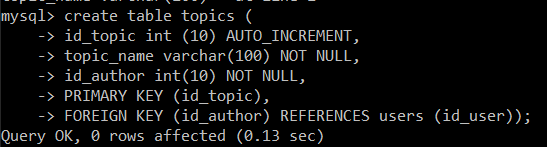 mysql> create table topics (
    -> id_topic int (10) AUTO_INCREMENT,
    -> topic_name varchar(100) NOT NULL,
    -> id_author int(10) NOT NULL,
    -> PRIMARY KEY (id_topic),
    -> FOREIGN KEY (id_author) REFERENCES users (id_user));
Query OK, 0 rows affected (0.13 sec)